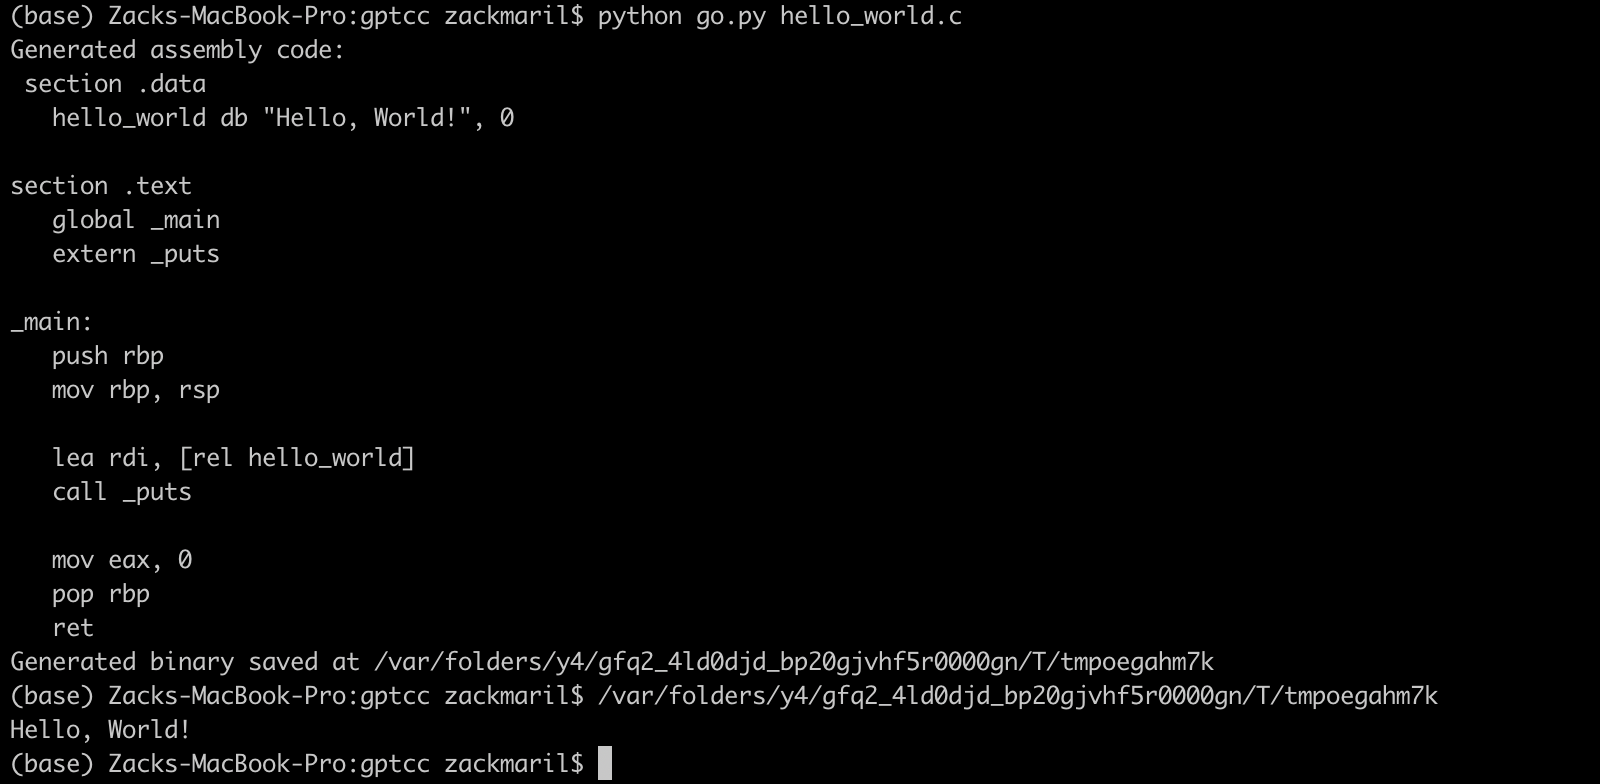 (base) Zacks-MacBook-Pro:gptcc zackmaril$ python go.py hello_world.c
Generated assembly code:
 section .data
   hello_world db "Hello, World!", 0

section .text
   global _main
   extern _puts

_main:
   push rbp
   mov rbp, rsp

   lea rdi, [rel hello_world]
   call _puts

   mov eax, 0
   pop rbp
   ret
Generated binary saved at /var/folders/y4/gfq2_4ld0djd_bp20gjvhf5r0000gn/T/tmpoegahm7k
(base) Zacks-MacBook-Pro:gptcc zackmaril$ /var/folders/y4/gfq2_4ld0djd_bp20gjvhf5r0000gn/T/tmpoegahm7k
Hello, World!
(base) Zacks-MacBook-Pro:gptcc zackmaril$